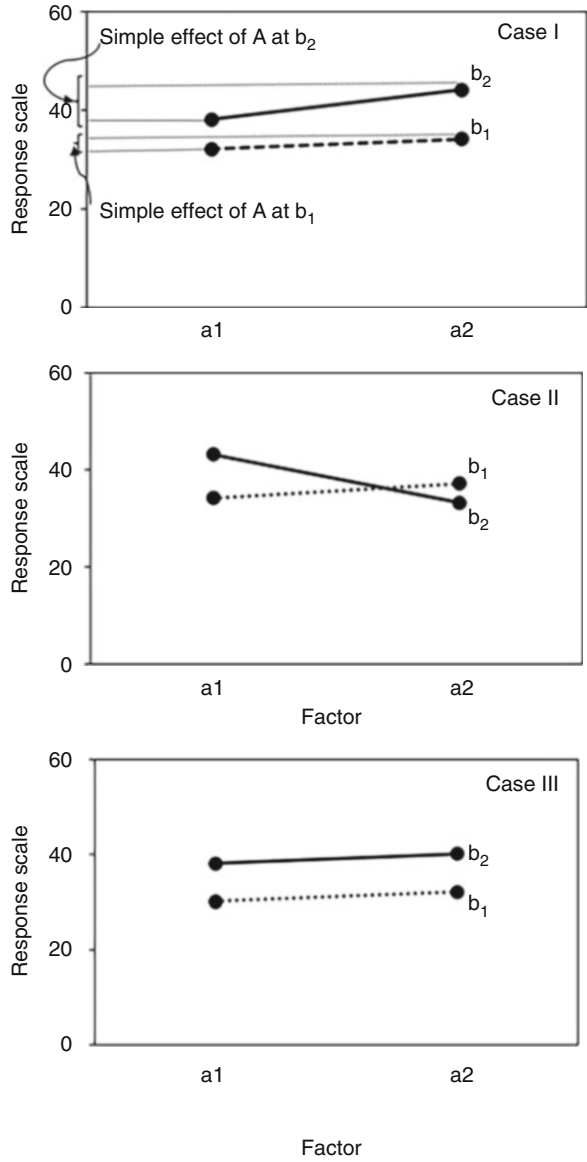 60
Simple effect of A at b₂
Case I
b₂
40
b₁
Response scale
Simple effect of A at b₁
20
0
a1 a2
60
Case II
40
b₁
b₂
Response scale
20
0
a1 a2
Factor
60
Case III
40
b₂
b₁
Response scale
20
0
a1 a2
Factor